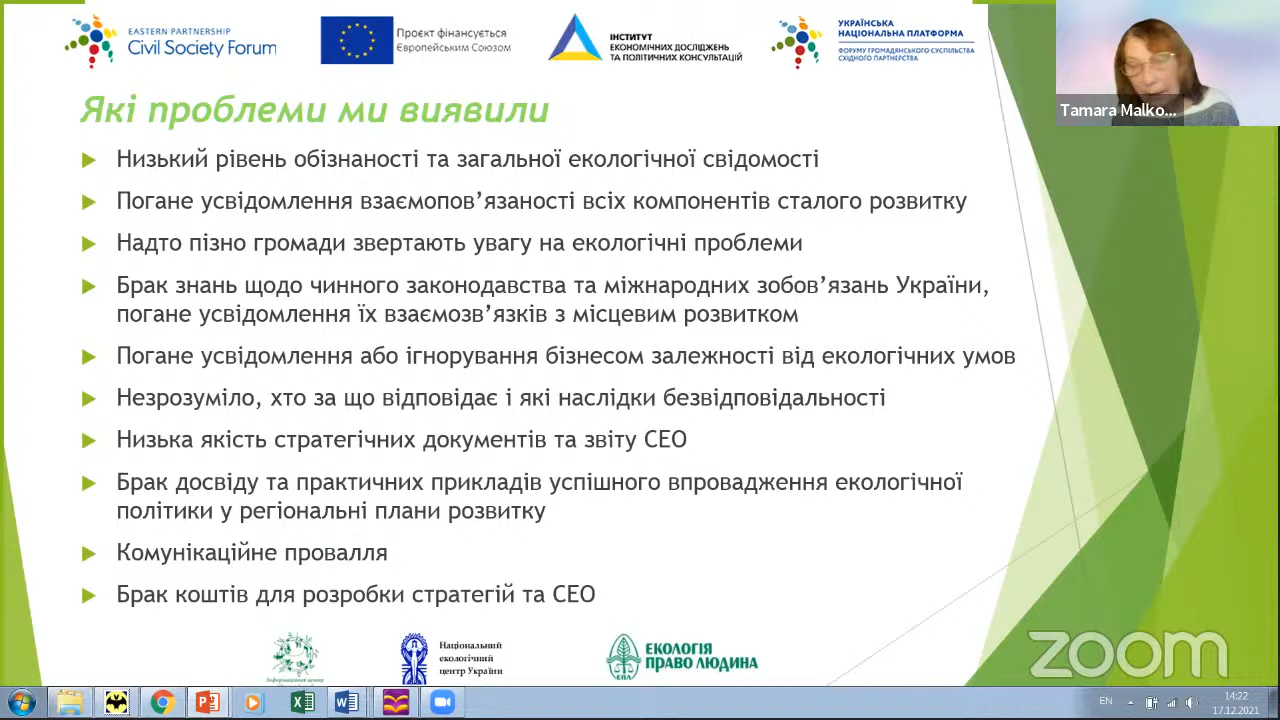 EASTERN PARTNERSHIP
Civil Society Forum
Проєкт фінансується
Європейським Союзом
ІНСТИТУТ
ЕКОНОМІЧНИХ ДОСЛІДЖЕНЬ
ТА ПОЛІТИЧНИХ КОНСУЛЬТАЦІЙ
УКРАЇНСЬКА
НАЦІОНАЛЬНА ПЛАТФОРМА
ФОРУМУ ГРОМАДЯНСЬКОГО СУСПІЛЬСТВА
СХІДНОГО ПАРТНЕРСТВА
Tamara Malko...
Які проблеми ми виявили
Низький рівень обізнаності та загальної екологічної свідомості
Погане усвідомлення взаємопов’язаності всіх компонентів сталого розвитку
Надто пізно громади звертають увагу на екологічні проблеми
Брак знань щодо чинного законодавства та міжнародних зобов’язань України,
погане усвідомлення їх взаємозв’язків з місцевим розвитком
Погане усвідомлення або ігнорування бізнесом залежності від екологічних умов
Незрозуміло, хто за що відповідає і які наслідки безвідповідальності
Низька якість стратегічних документів та звіту СЕО
Брак досвіду та практичних прикладів успішного впровадження екологічної
політики у регіональні плани розвитку
Комунікаційне провалля
Брак коштів для розробки стратегій та СЕО
Інформаційний центр
Національний
екологічний
центр України
ЕПЛ
ЕКОЛОГІЯ
ПРАВО ЛЮДИНА
zoom
EN
14:22
17.12.2021